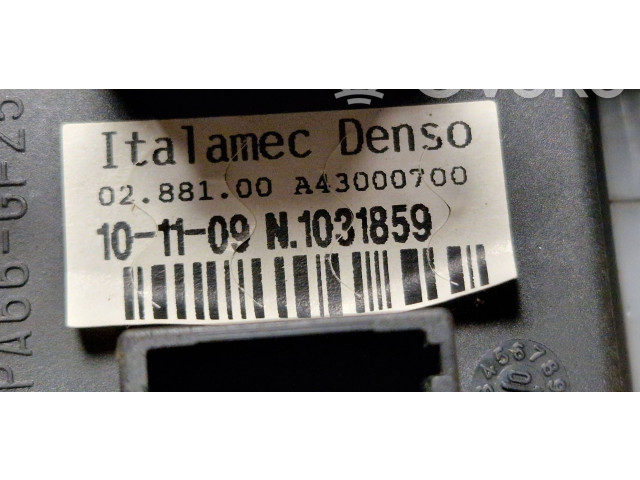 Italamec Denso
02.881.00 A43000700
10-11-09 N.1031859
PA66-GF25